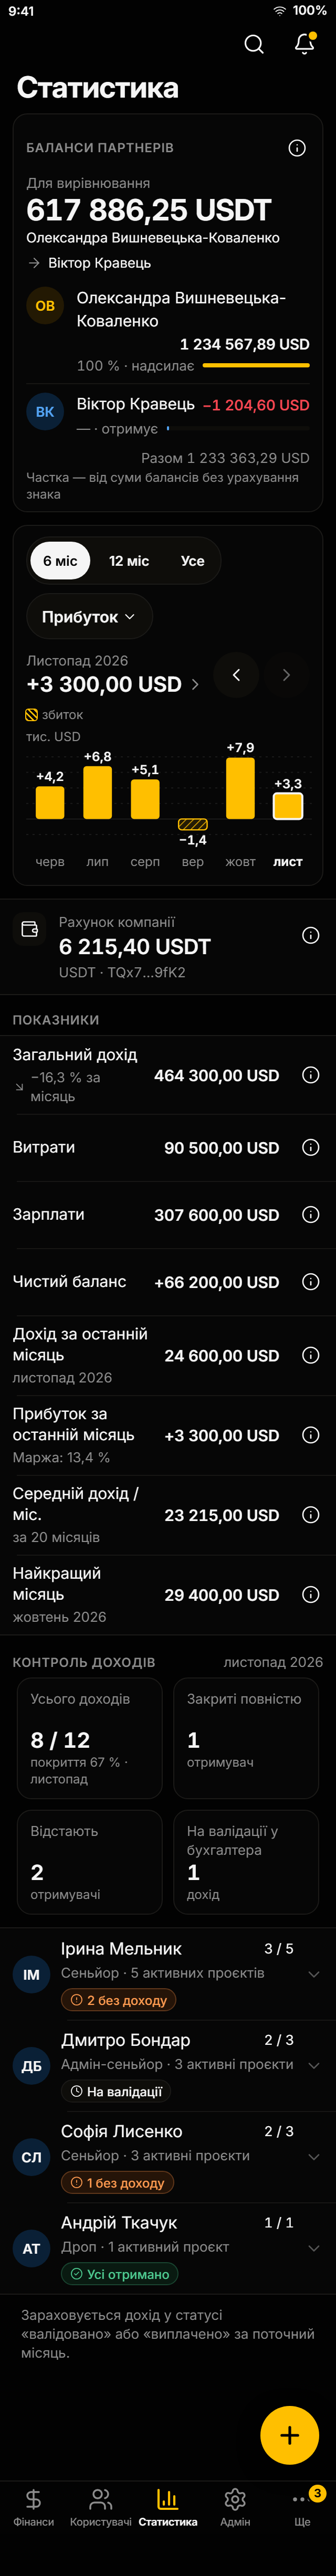 9:41
100%
Статистика
БАЛАНСИ ПАРТНЕРІВ
Для вирівнювання
617 886,25 USDT
Олександра Вишневецька-Коваленко
→ Віктор Кравець
ОВ
Олександра Вишневецька-
Коваленко
1 234 567,89 USD
100 % · надсилає
ВК
Віктор Кравець −1 204,60 USD
— · отримує
Разом 1 233 363,29 USD
Частка — від суми балансів без урахування
знака
6 міс 12 міс Усе
Прибуток
Листопад 2026
+3 300,00 USD
збиток
тис. USD
+4,2 +6,8 +5,1 −1,4 +7,9 +3,3
черв лип серп вер жовт лист
Рахунок компанії
6 215,40 USDT
USDT · TQx7…9fK2
ПОКАЗНИКИ
Загальний дохід
−16,3 % за
місяць
464 300,00 USD
Витрати 90 500,00 USD
Зарплати 307 600,00 USD
Чистий баланс +66 200,00 USD
Дохід за останній
місяць
листопад 2026
24 600,00 USD
Прибуток за
останній місяць
Маржа: 13,4 %
+3 300,00 USD
Середній дохід /
міс.
за 20 місяців
23 215,00 USD
Найкращий
місяць
жовтень 2026
29 400,00 USD
КОНТРОЛЬ ДОХОДІВ листопад 2026
Усього доходів
8 / 12
покриття 67 % ·
листопад
Закриті повністю
1
отримувач
Відстають
2
отримувачі
На валідації у
бухгалтера
1
дохід
ІМ
Ірина Мельник 3 / 5
Сеньйор · 5 активних проєктів
2 без доходу
ДБ
Дмитро Бондар 2 / 3
Адмін-сеньйор · 3 активні проєкти
На валідації
СЛ
Софія Лисенко 2 / 3
Сеньйор · 3 активні проєкти
1 без доходу
АТ
Андрій Ткачук 1 / 1
Дроп · 1 активний проєкт
Усі отримано
Зараховується дохід у статусі
«валідовано» або «виплачено» за поточний
місяць.
3
Фінанси Користувачі Статистика Адмін Ще